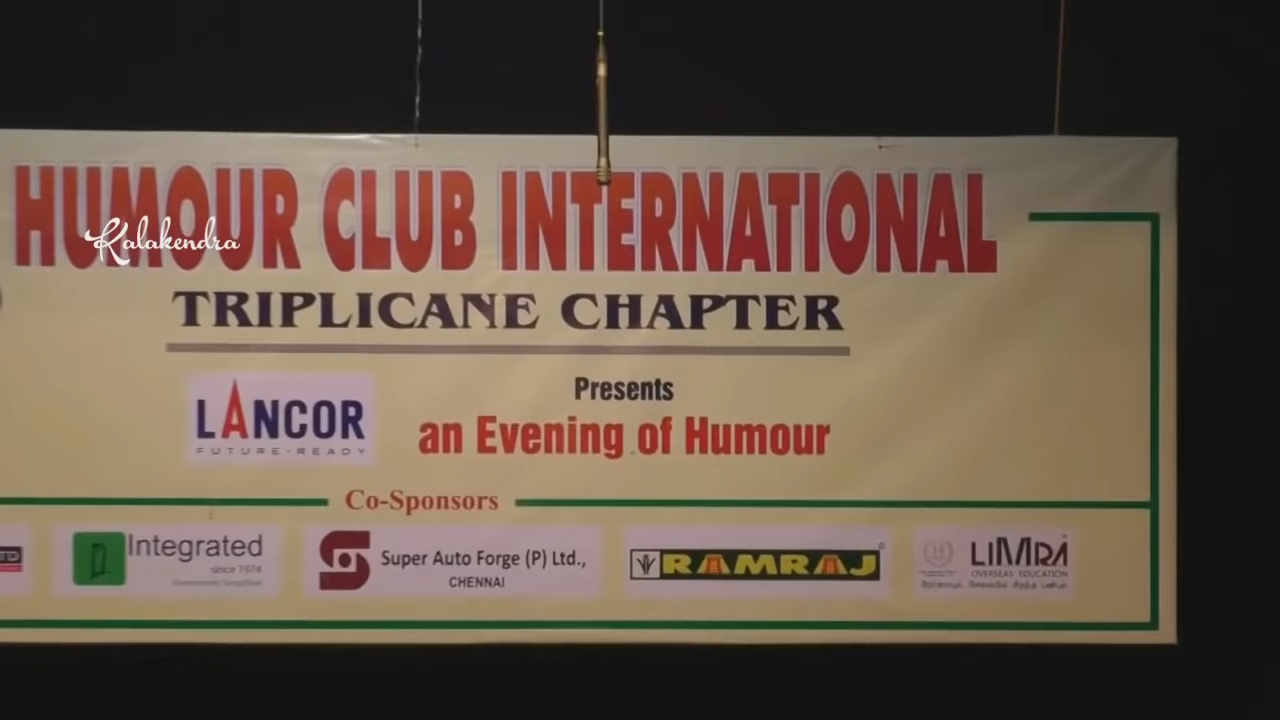 HUMOUR CLUB INTERNATIONAL
Kalakendra
TRIPLICANE CHAPTER
Presents
LANCOR
FUTURE-READY
an Evening of Humour
Co-Sponsors
Integrated
since 1974
Super Auto Forge (P) Ltd.,
CHENNAI
RAMRAJ
LIMRA
OVERSEAS EDUCATION